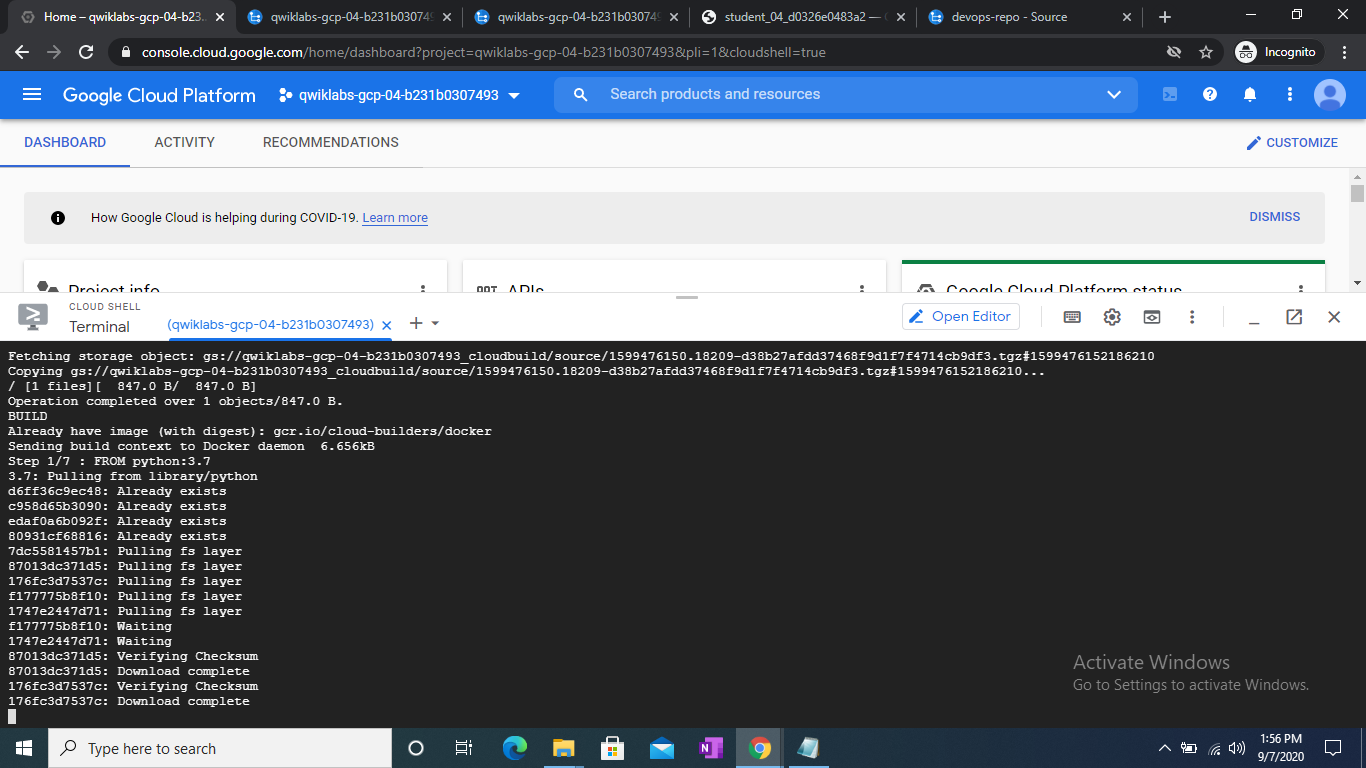 Home – qwiklabs-gcp-04-b23
qwiklabs-gcp-04-b231b030749
qwiklabs-gcp-04-b231b030749
student_04_d0326e0483a2 —
devops-repo - Source
console.cloud.google.com/home/dashboard?project=qwiklabs-gcp-04-b231b0307493&pli=1&cloudshell=true
Incognito
Google Cloud Platform
qwiklabs-gcp-04-b231b0307493
Search products and resources
DASHBOARD
ACTIVITY
RECOMMENDATIONS
CUSTOMIZE
How Google Cloud is helping during COVID-19. Learn more
DISMISS
Project info
API APIs
Google Cloud Platform status
CLOUD SHELL
Terminal
(qwiklabs-gcp-04-b231b0307493)
Open Editor
Fetching storage object: gs://qwiklabs-gcp-04-b231b0307493_cloudbuild/source/1599476150.18209-d38b27afdd37468f9d1f7f4714cb9df3.tgz#1599476152186210
Copying gs://qwiklabs-gcp-04-b231b0307493_cloudbuild/source/1599476150.18209-d38b27afdd37468f9d1f7f4714cb9df3.tgz#1599476152186210...
/ [1 files][  847.0 B/  847.0 B]
Operation completed over 1 objects/847.0 B.
BUILD
Already have image (with digest): gcr.io/cloud-builders/docker
Sending build context to Docker daemon  6.656kB
Step 1/7 : FROM python:3.7
3.7: Pulling from library/python
d6ff36c9ec48: Already exists
c958d65b3090: Already exists
edaf0a6b092f: Already exists
80931cf68816: Already exists
7dc5581457b1: Pulling fs layer
87013dc371d5: Pulling fs layer
176fc3d7537c: Pulling fs layer
f177775b8f10: Pulling fs layer
1747e2447d71: Pulling fs layer
f177775b8f10: Waiting
1747e2447d71: Waiting
87013dc371d5: Verifying Checksum
87013dc371d5: Download complete
176fc3d7537c: Verifying Checksum
176fc3d7537c: Download complete
Activate Windows
Go to Settings to activate Windows.
Type here to search
1:56 PM
9/7/2020